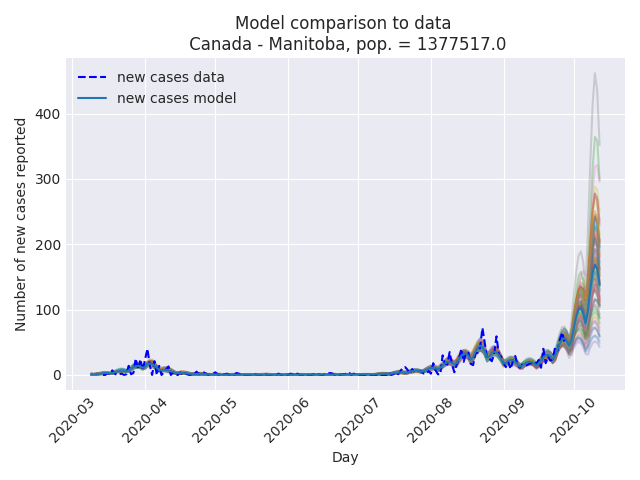 Model comparison to data
Canada - Manitoba, pop. = 1377517.0
new cases data
new cases model
Number of new cases reported
400
300
200
100
0
2020-03
2020-04
2020-05
2020-06
2020-07
2020-08
2020-09
2020-10
Day